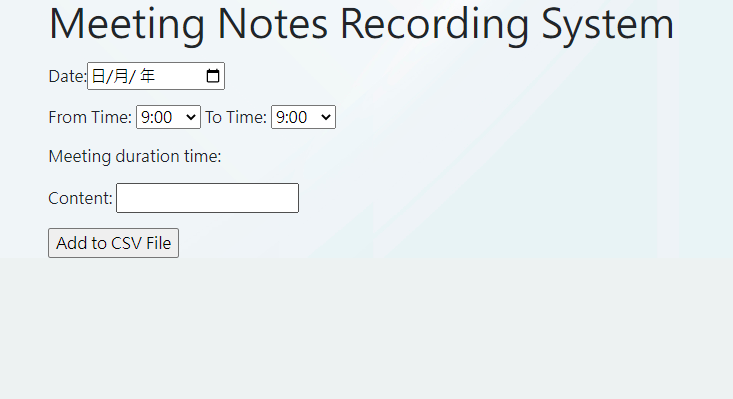 Meeting Notes Recording System
Date: 日/月/ 年
From Time: 9:00 To Time: 9:00
Meeting duration time:
Content:
Add to CSV File